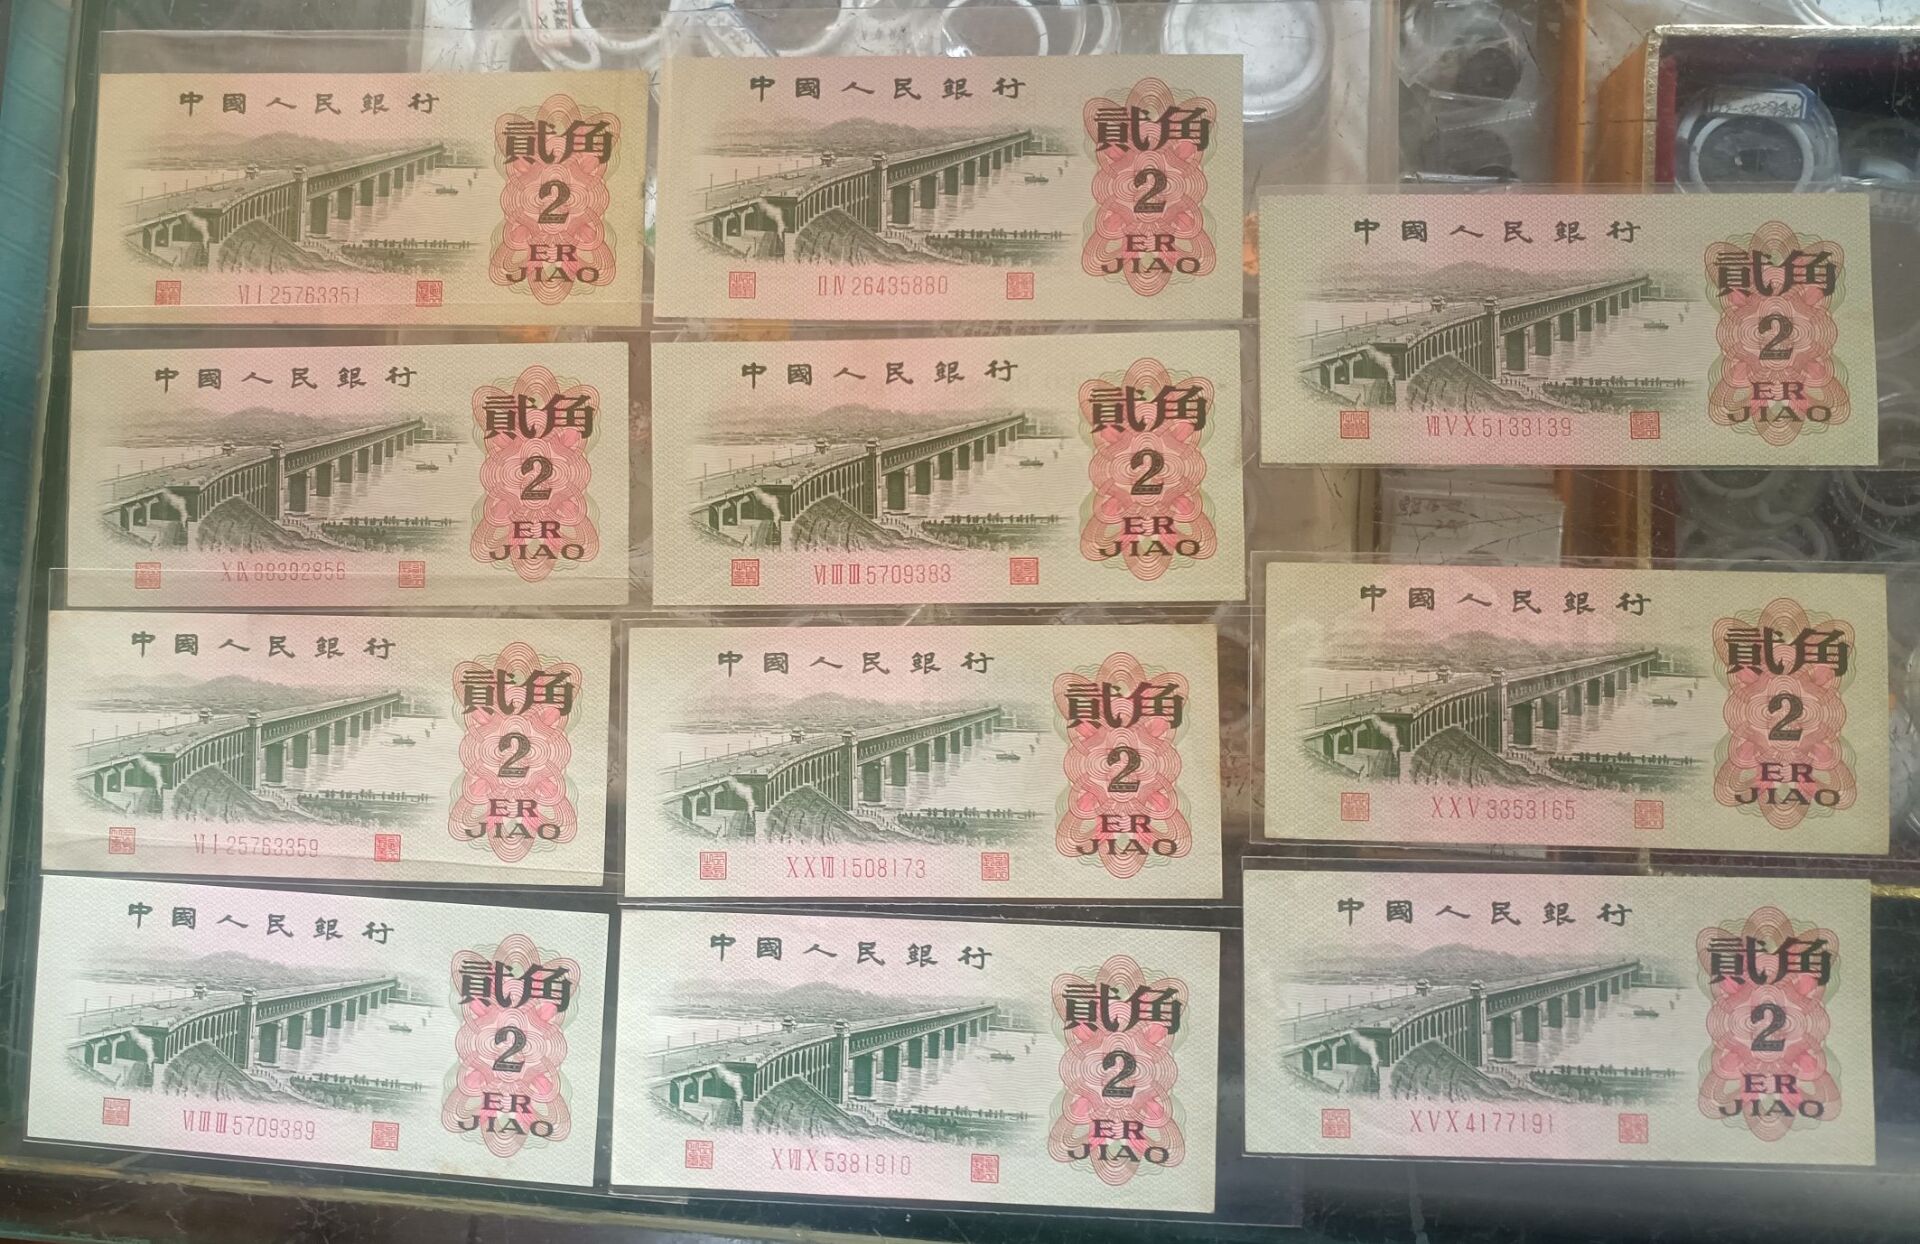 中國人民銀行
貳角
2
ER
JIAO
VI I 25763351
中國人民銀行
貳角
2
ER
JIAO
II IV 26435880
中國人民銀行
貳角
2
ER
JIAO
VII V X 5133139
中國人民銀行
貳角
2
ER
JIAO
X IX 88392856
中國人民銀行
貳角
2
ER
JIAO
VI III III 5709383
中國人民銀行
貳角
2
ER
JIAO
X X V 3353165
中國人民銀行
貳角
2
ER
JIAO
VI I 25763359
中國人民銀行
貳角
2
ER
JIAO
X X VII 1508173
中國人民銀行
貳角
2
ER
JIAO
X V X 4177191
中國人民銀行
貳角
2
ER
JIAO
VI III III 5709389
中國人民銀行
貳角
2
ER
JIAO
X VII X 5381910